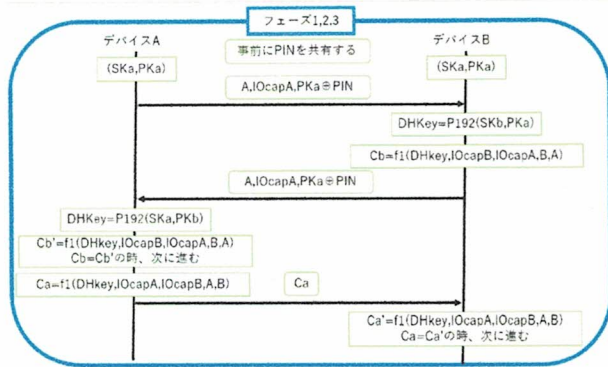 フェーズ1,2,3
デバイスA
事前にPINを共有する
デバイスB
(SKa,PKa)
(SKa,PKa)
A,IOcapA,PKa⊕PIN
DHKey=P192(SKb,PKa)
Cb=f1(DHkey,IOcapB,IOcapA,B,A)
A,IOcapA,PKa⊕PIN
DHKey=P192(SKa,PKb)
Cb'=f1(DHkey,IOcapB,IOcapA,B,A)
Cb=Cb'の時、次に進む
Ca=f1(DHkey,IOcapA,IOcapB,A,B)
Ca
Ca'=f1(DHkey,IOcapA,IOcapB,A,B)
Ca=Ca'の時、次に進む